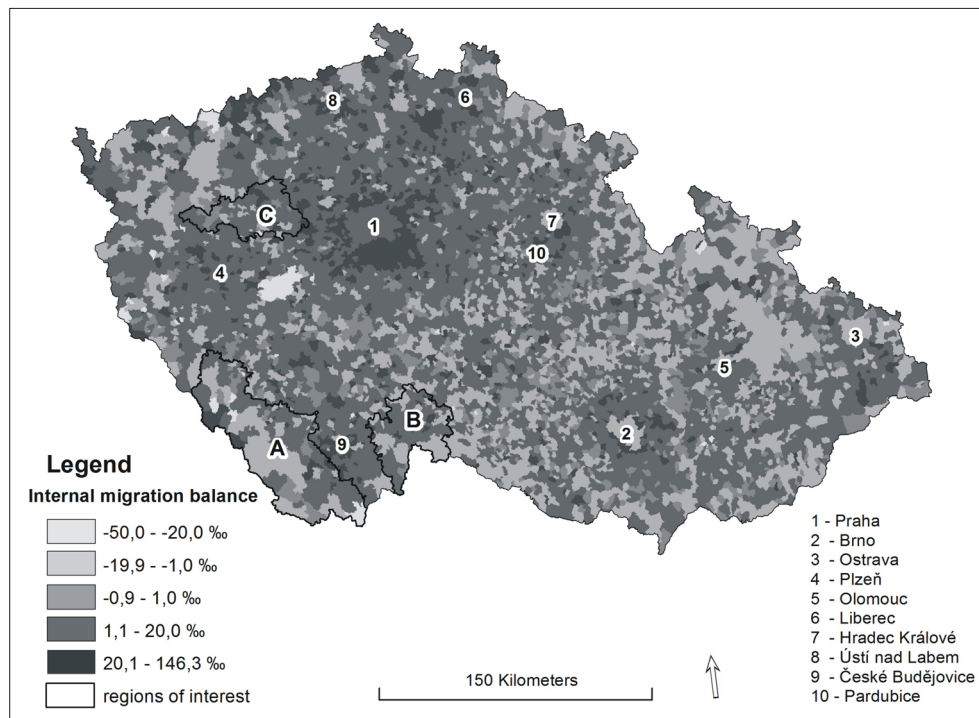 8
6
C
1
7
10
4
3
5
B
2
9
A
Legend
Internal migration balance
-50,0 - -20,0 ‰
-19,9 - -1,0 ‰
-0,9 - 1,0 ‰
1,1 - 20,0 ‰
20,1 - 146,3 ‰
regions of interest
150 Kilometers
1 - Praha
2 - Brno
3 - Ostrava
4 - Plzeň
5 - Olomouc
6 - Liberec
7 - Hradec Králové
8 - Ústí nad Labem
9 - České Budějovice
10 - Pardubice